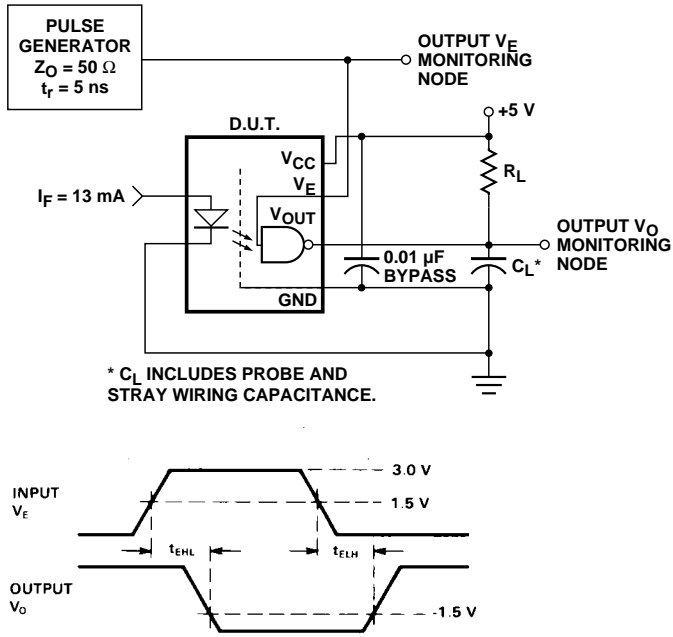 PULSE
GENERATOR
ZO = 50 Ω
tr = 5 ns
OUTPUT VE
MONITORING
NODE
+5 V
D.U.T.
VCC
RL
VE
IF = 13 mA
VOUT
OUTPUT VO
MONITORING
NODE
0.01 µF
BYPASS
CL*
GND
* CL INCLUDES PROBE AND
STRAY WIRING CAPACITANCE.
3.0 V
INPUT
VE
1.5 V
tEHL
tELH
OUTPUT
VO
1.5 V